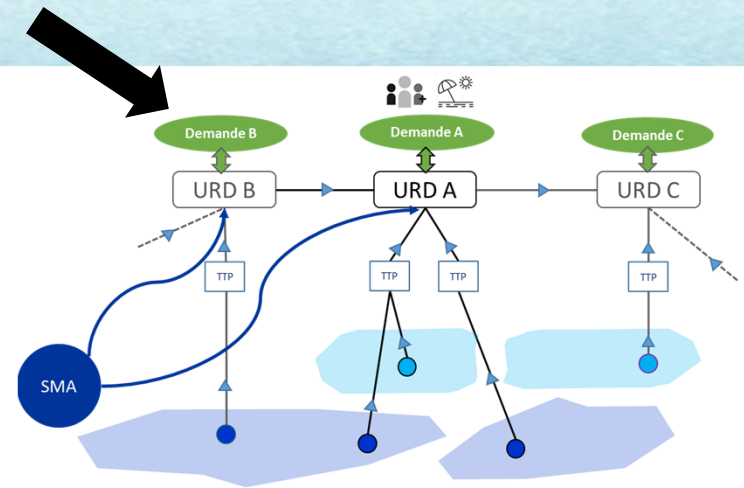 Demande B
Demande A
Demande C
URD B
URD A
URD C
TTP
TTP
TTP
TTP
SMA